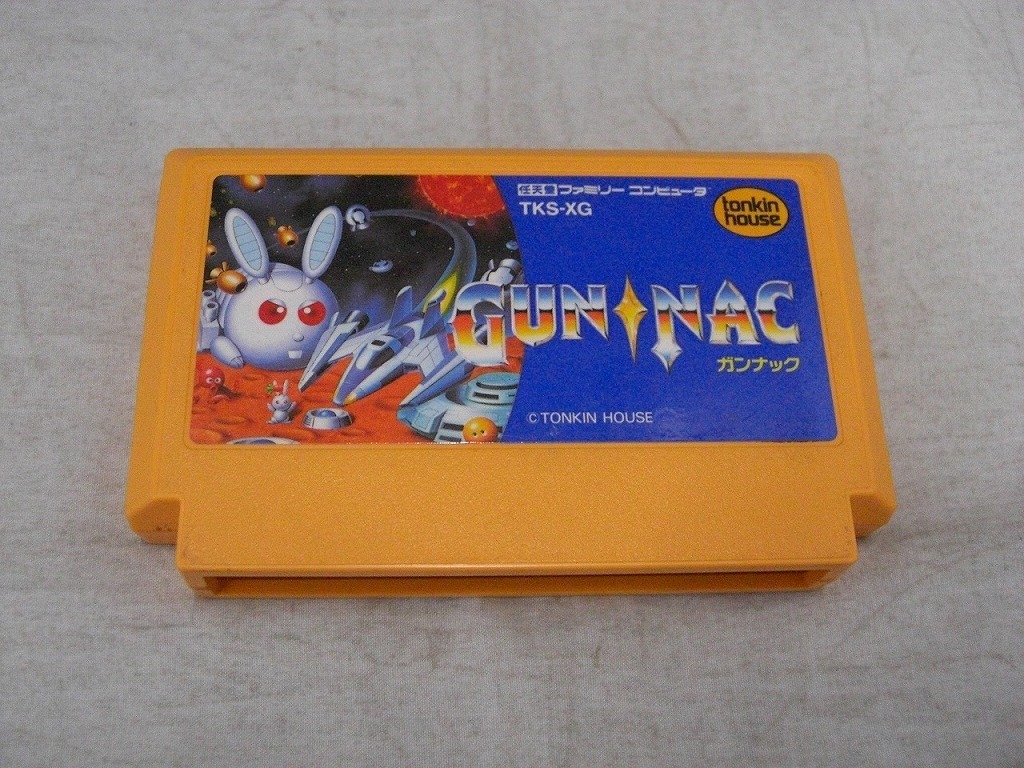 任天堂ファミリー コンピュータ
TKS-XG
tonkin
house
GUN NAC
ガンナック
© TONKIN HOUSE